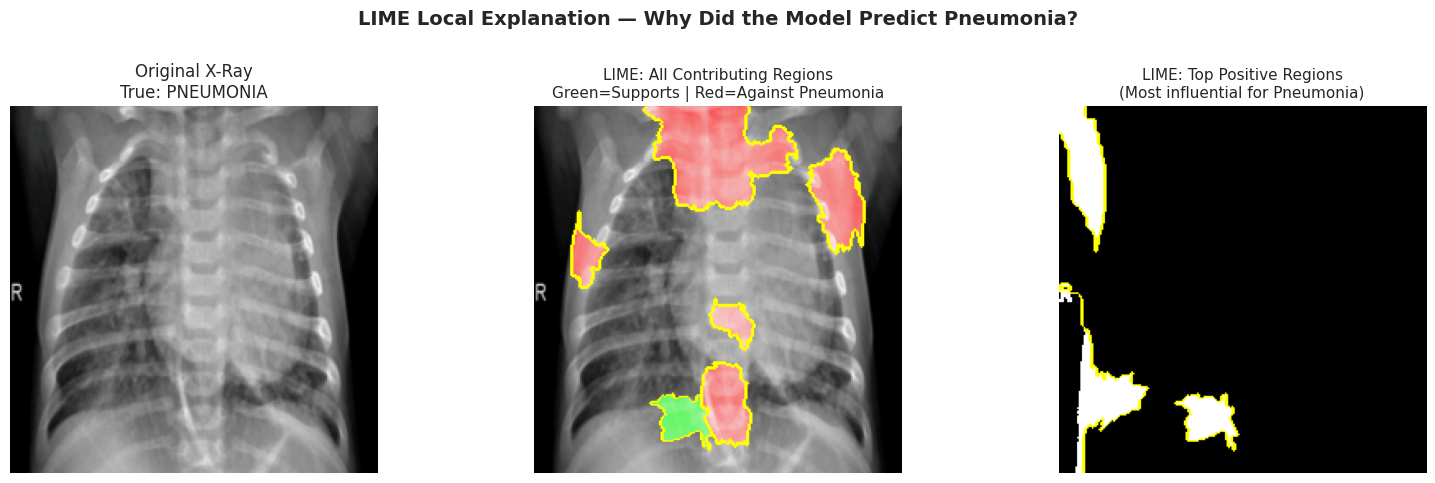 LIME Local Explanation — Why Did the Model Predict Pneumonia?
Original X-Ray
True: PNEUMONIA
LIME: All Contributing Regions
Green=Supports | Red=Against Pneumonia
LIME: Top Positive Regions
(Most influential for Pneumonia)
R
R
R